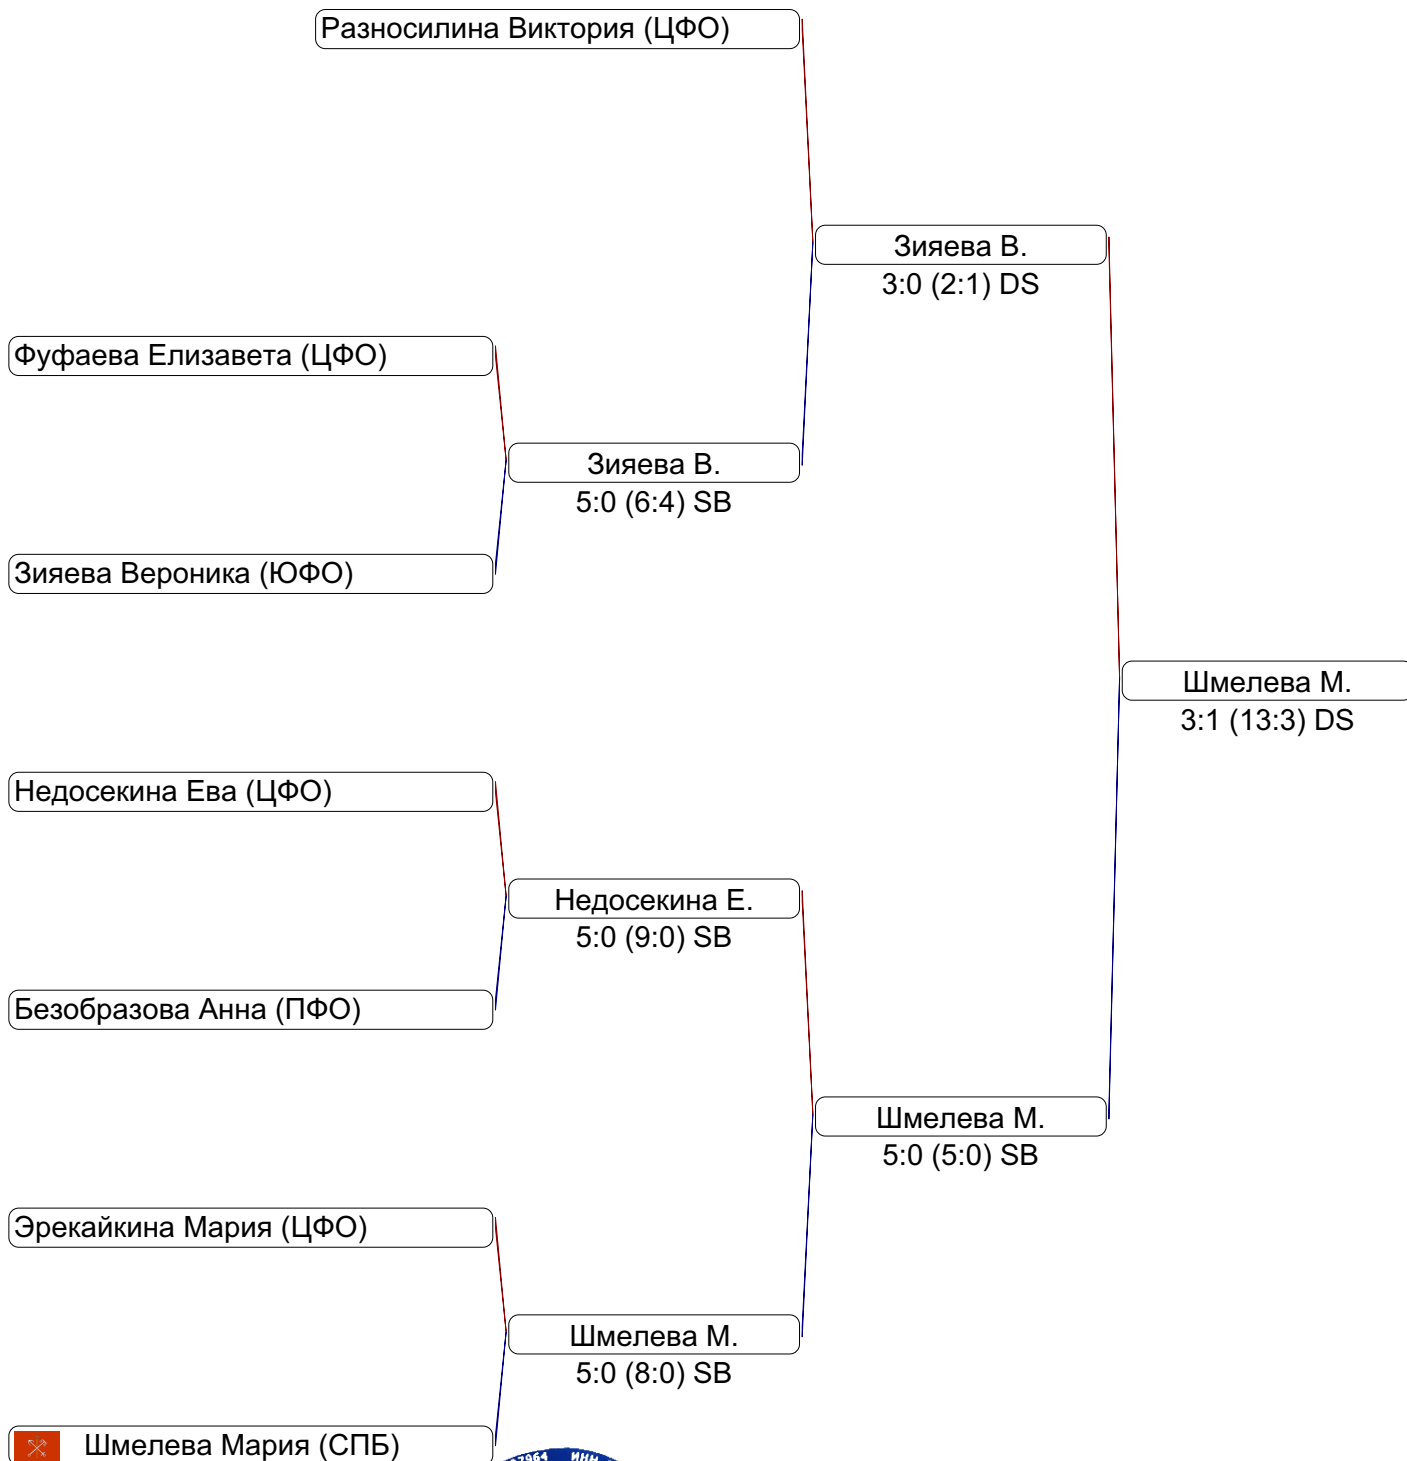 Разносилина Виктория (ЦФО)
Зияева В.
3:0 (2:1) DS
Фуфаева Елизавета (ЦФО)
Зияева В.
5:0 (6:4) SB
Зияева Вероника (ЮФО)
Шмелева М.
3:1 (13:3) DS
Недосекина Ева (ЦФО)
Недосекина Е.
5:0 (9:0) SB
Безобразова Анна (ПФО)
Шмелева М.
5:0 (5:0) SB
Эрекайкина Мария (ЦФО)
Шмелева М.
5:0 (8:0) SB
Шмелева Мария (СПБ)
7964 ИНН